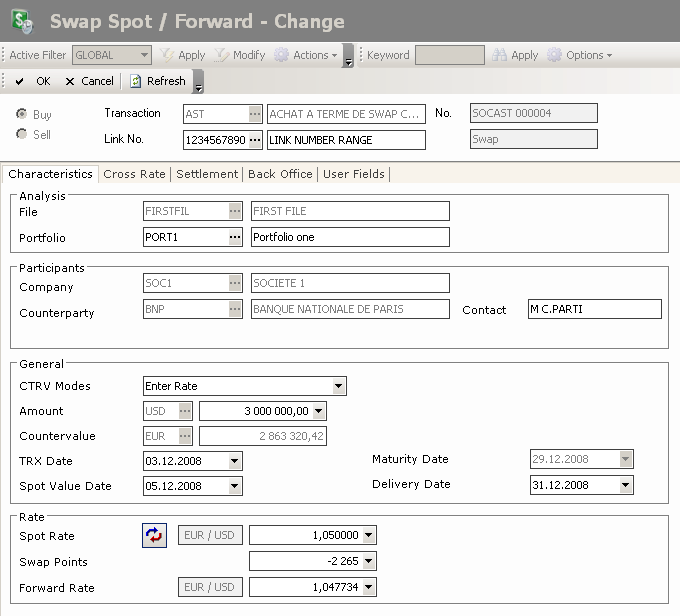 Swap Spot / Forward - Change
Active Filter GLOBAL Apply Modify Actions Keyword Apply Options
OK Cancel Refresh
Buy Transaction AST ... ACHAT A TERME DE SWAP C... No. SOCAST 000004
Sell Link No. 1234567890 ... LINK NUMBER RANGE Swap
Characteristics Cross Rate Settlement Back Office User Fields
Analysis
File FIRSTFIL ... FIRST FILE
Portfolio PORT1 ... Portfolio one
Participants
Company SOC1 ... SOCIETE 1
Counterparty BNP ... BANQUE NATIONALE DE PARIS Contact M C.PARTI
General
CTRV Modes Enter Rate
Amount USD ... 3 000 000,00
Countervalue EUR ... 2 863 320,42
TRX Date 03.12.2008 Maturity Date 29.12.2008
Spot Value Date 05.12.2008 Delivery Date 31.12.2008
Rate
Spot Rate EUR / USD 1,050000
Swap Points -2 265
Forward Rate EUR / USD 1,047734